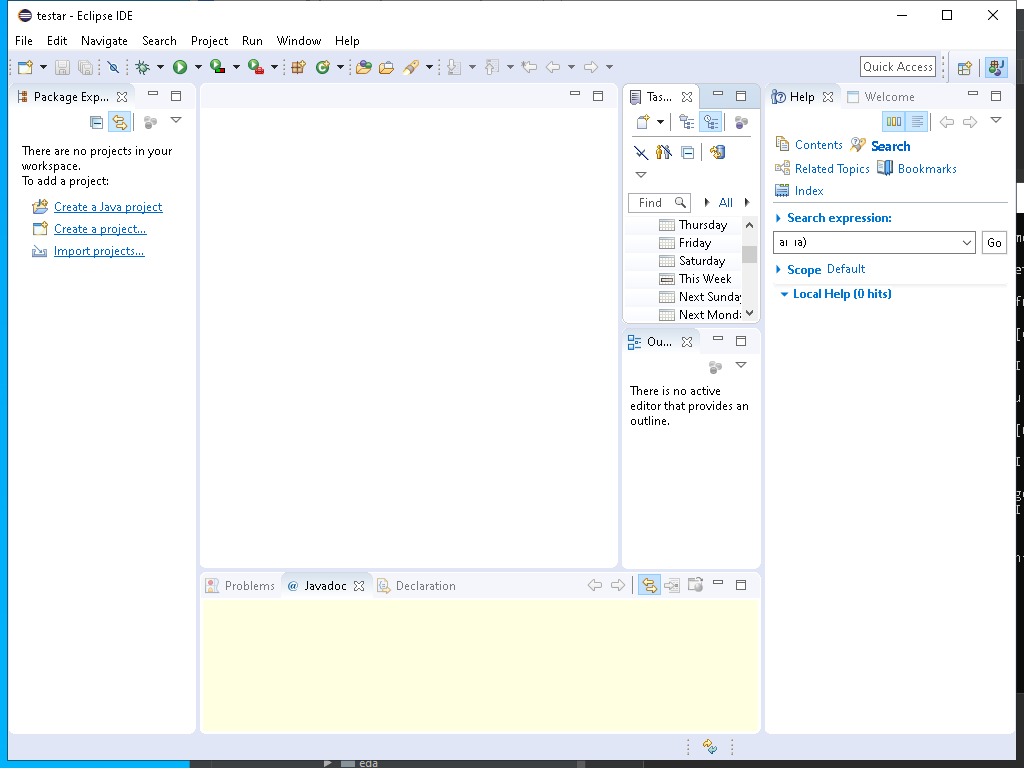 testar - Eclipse IDE
File Edit Navigate Search Project Run Window Help
Quick Access
Package Exp...
There are no projects in your
workspace.
To add a project:
Create a Java project
Create a project...
Import projects...
Tas...
Find
All
Thursday
Friday
Saturday
This Week
Next Sunday
Next Mond
Ou...
There is no active
editor that provides an
outline.
Help Welcome
Contents Search
Related Topics Bookmarks
Index
Search expression:
Go
Scope Default
Local Help (0 hits)
Problems @ Javadoc Declaration
eda